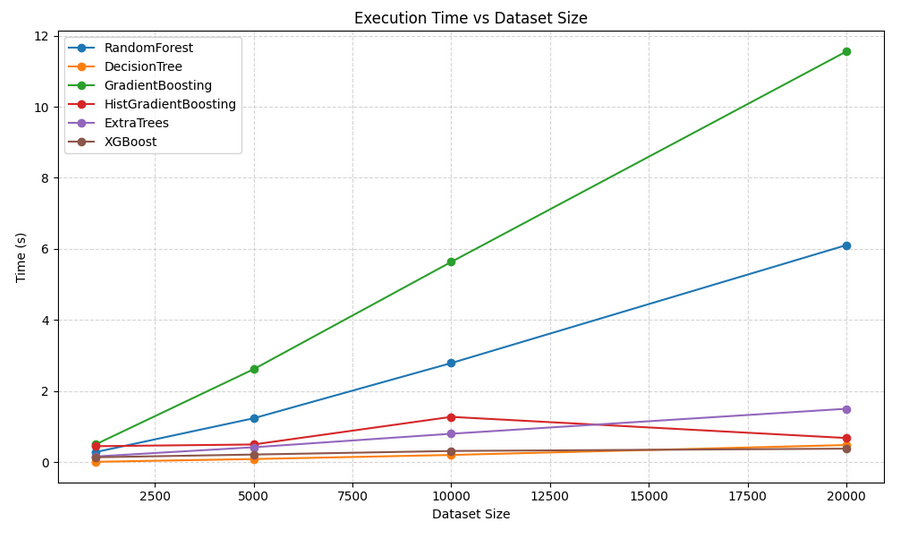 Execution Time vs Dataset Size
RandomForest
DecisionTree
GradientBoosting
HistGradientBoosting
ExtraTrees
XGBoost
Time (s)
12
10
8
6
4
2
0
2500 5000 7500 10000 12500 15000 17500 20000
Dataset Size